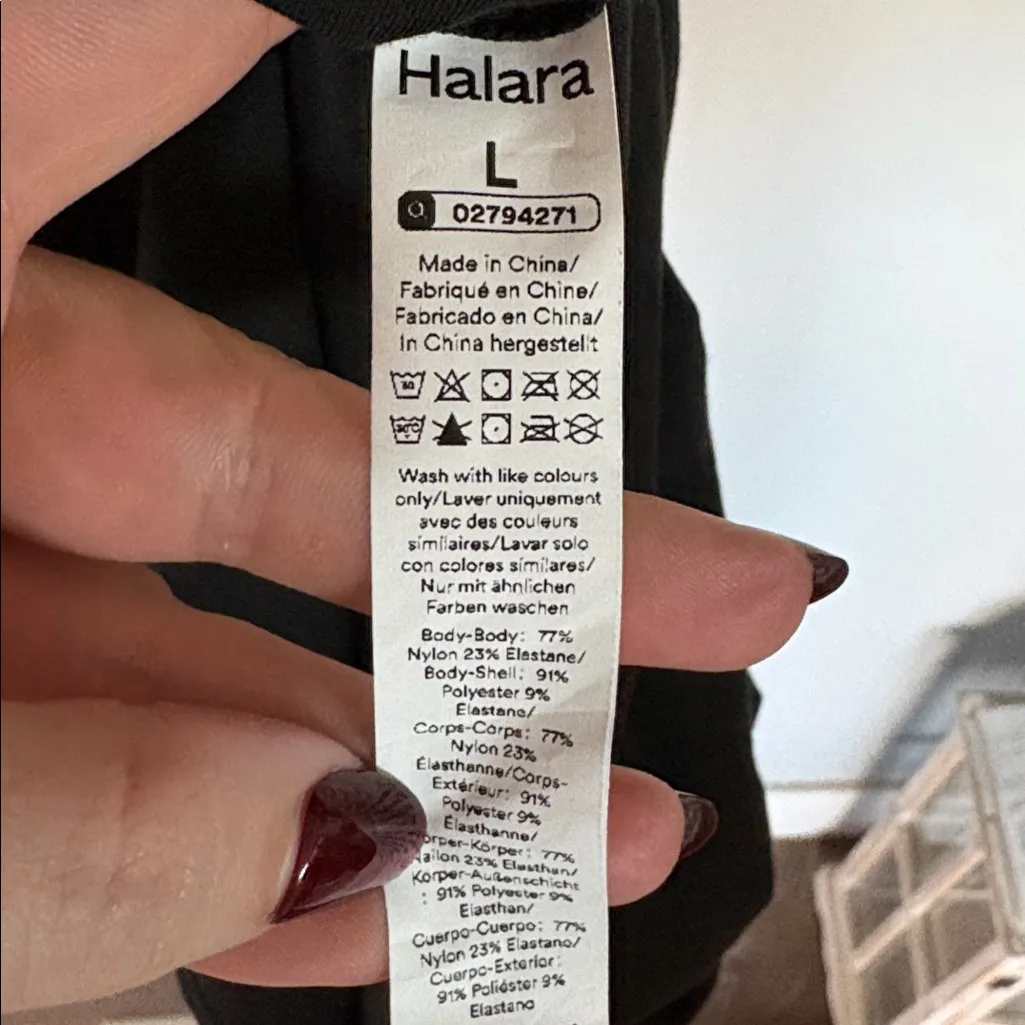 Halara
L
02794271
Made in China/
Fabriqué en Chine/
Fabricado en China/
In China hergestellt
30
30°C
Wash with like colours
only/Laver uniquement
avec des couleurs
similaires/Lavar solo
con colores similares/
Nur mit ähnlichen
Farben waschen
Body-Body: 77%
Nylon 23% Elastane/
Body-Shell: 91%
Polyester 9%
Elastane/
Corps-Corps: 77%
Nylon 23%
Élasthanne/Corps-
Extérieur: 91%
Polyester 9%
Élasthanne/
örper-Körper: 77%
Nailon 23% Elasthan/
Körper-Außenschicht
: 91% Polyester 9%
Elasthan/
Cuerpo-Cuerpo: 77%
Nylon 23% Elastano/
Cuerpo-Exterior:
91% Poliéster 9%
Elastano